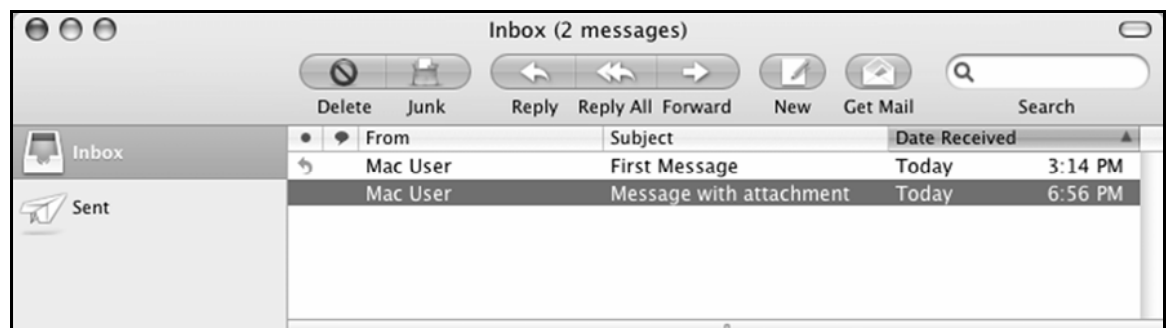 Inbox (2 messages)
Delete Junk Reply Reply All Forward New Get Mail Search
Inbox
Sent
From Subject Date Received
Mac User First Message Today 3:14 PM
Mac User Message with attachment Today 6:56 PM